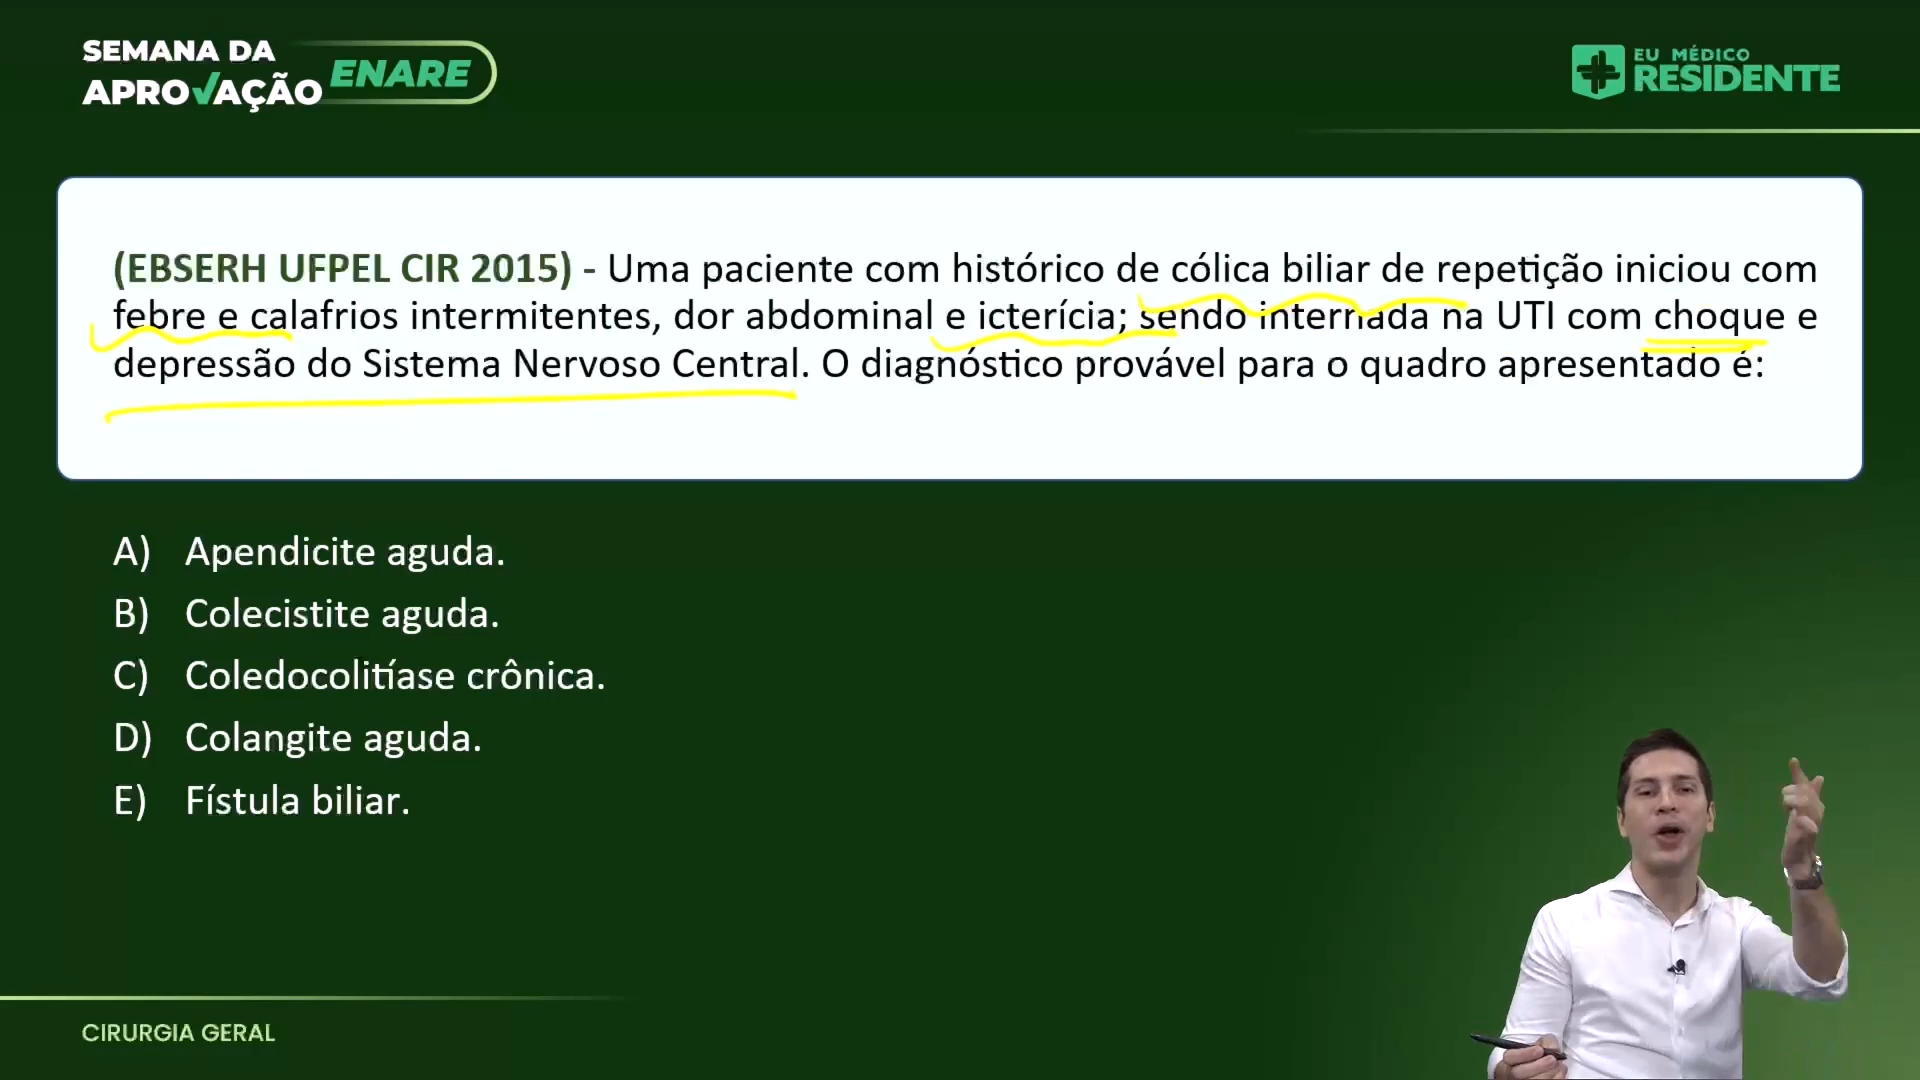 SEMANA DA
APROVAÇÃO ENARE
EU MÉDICO
RESIDENTE
(EBSERH UFPEL CIR 2015) - Uma paciente com histórico de cólica biliar de repetição iniciou com
febre e calafrios intermitentes, dor abdominal e icterícia; sendo internada na UTI com choque e
depressão do Sistema Nervoso Central. O diagnóstico provável para o quadro apresentado é:
A) Apendicite aguda.
B) Colecistite aguda.
C) Coledocolitíase crônica.
D) Colangite aguda.
E) Fístula biliar.
CIRURGIA GERAL